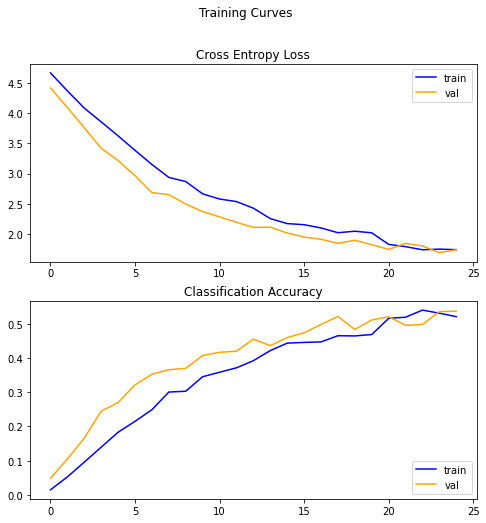 Training Curves
Cross Entropy Loss
train
val
4.5
4.0
3.5
3.0
2.5
2.0
0 5 10 15 20 25
Classification Accuracy
0.5
0.4
0.3
0.2
0.1
0.0
train
val
0 5 10 15 20 25